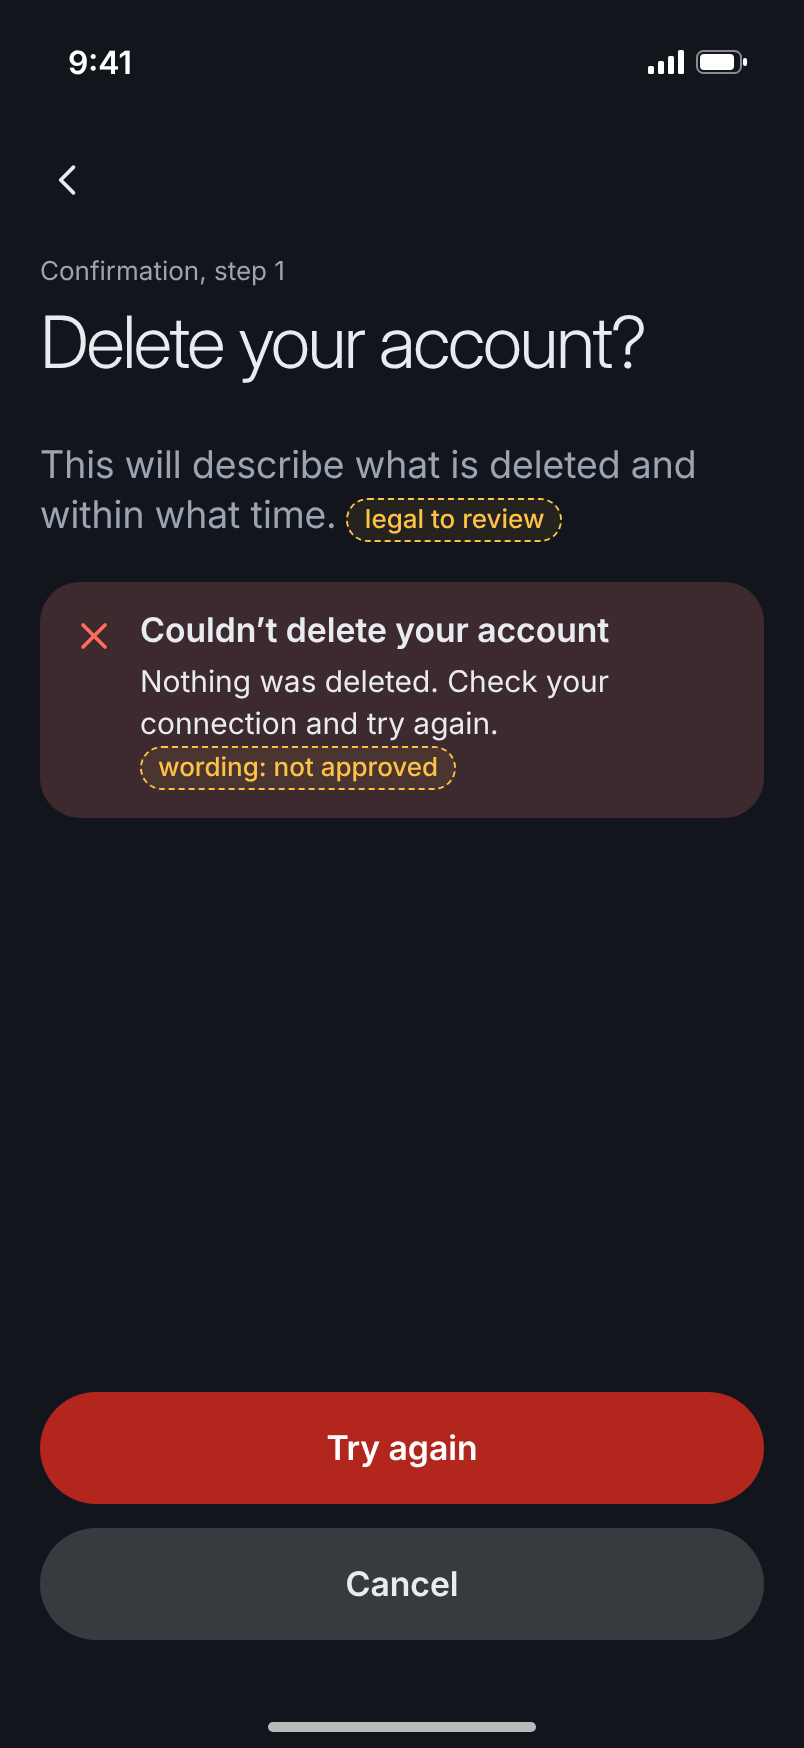 9:41
Confirmation, step 1
Delete your account?
This will describe what is deleted and
within what time. legal to review
Couldn’t delete your account
Nothing was deleted. Check your
connection and try again.
wording: not approved
Try again
Cancel